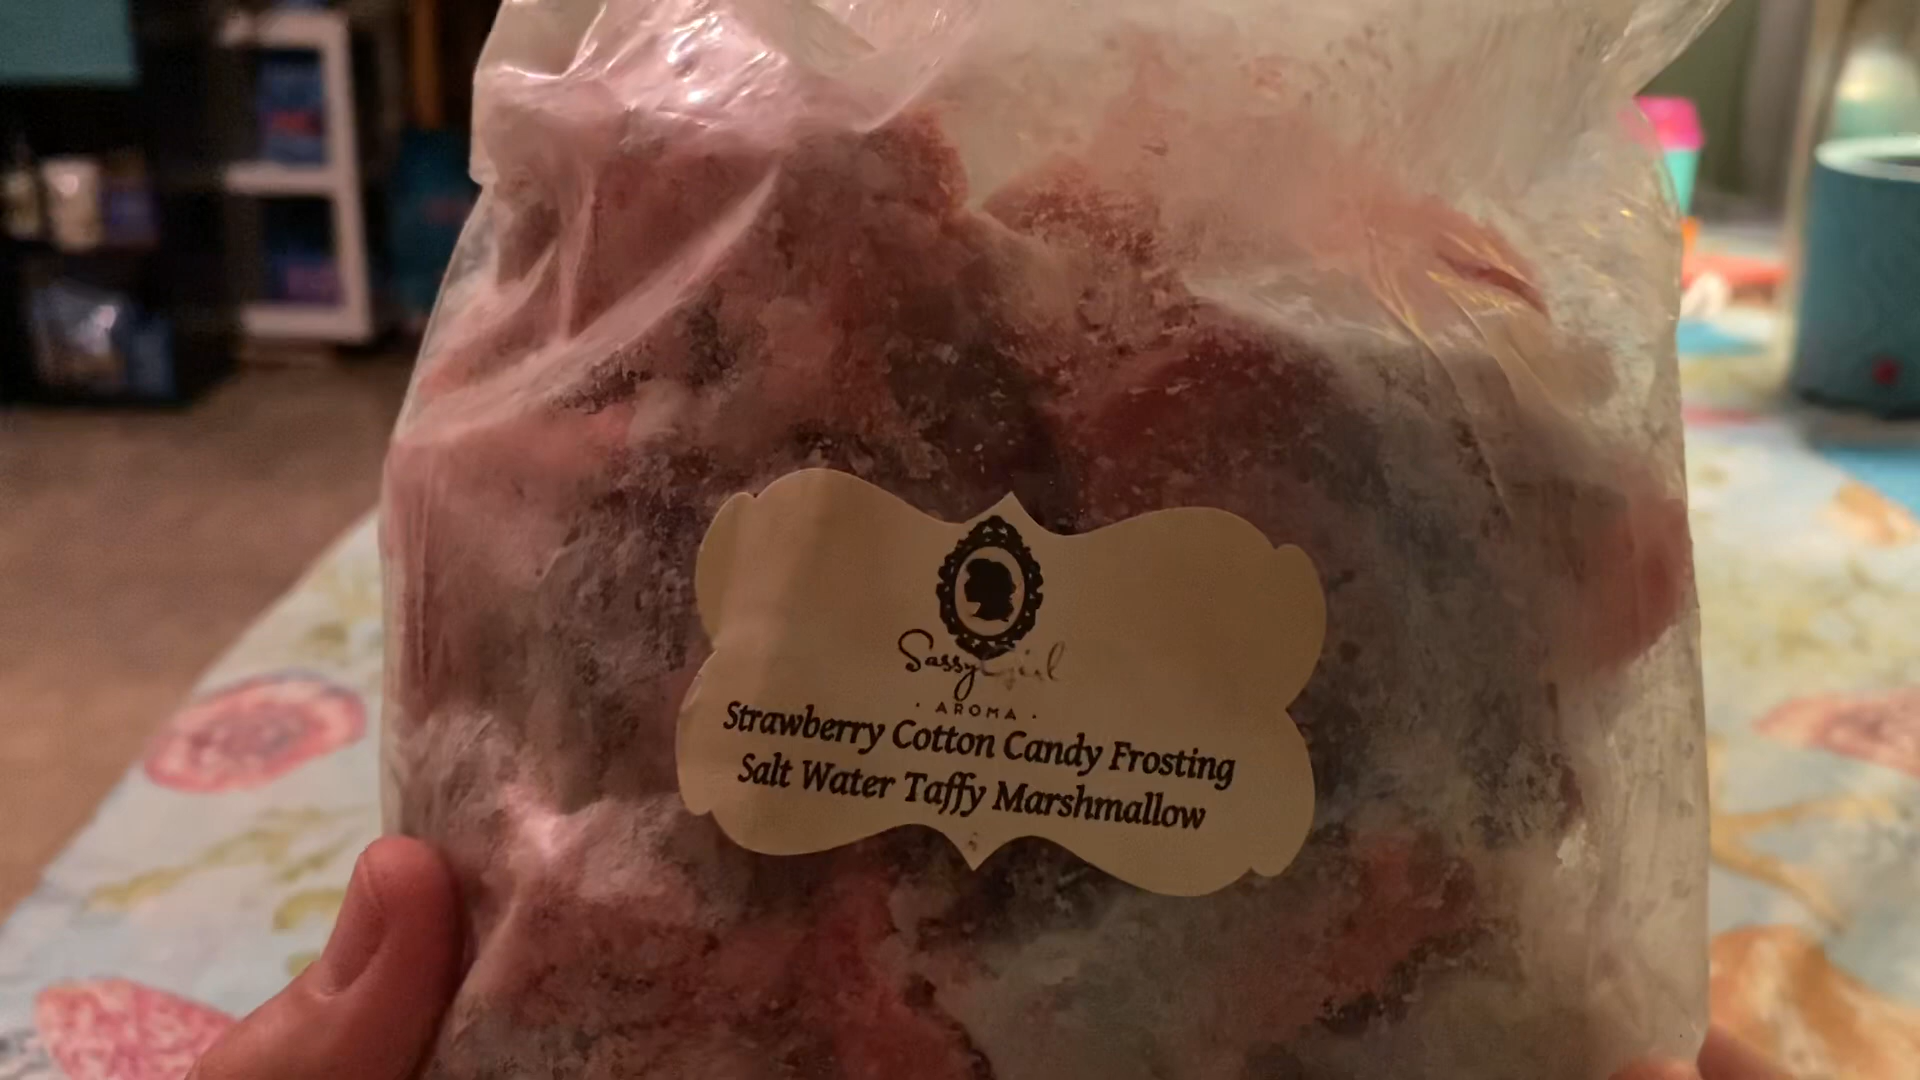 Sassy Girl
· AROMA ·
Strawberry Cotton Candy Frosting
Salt Water Taffy Marshmallow